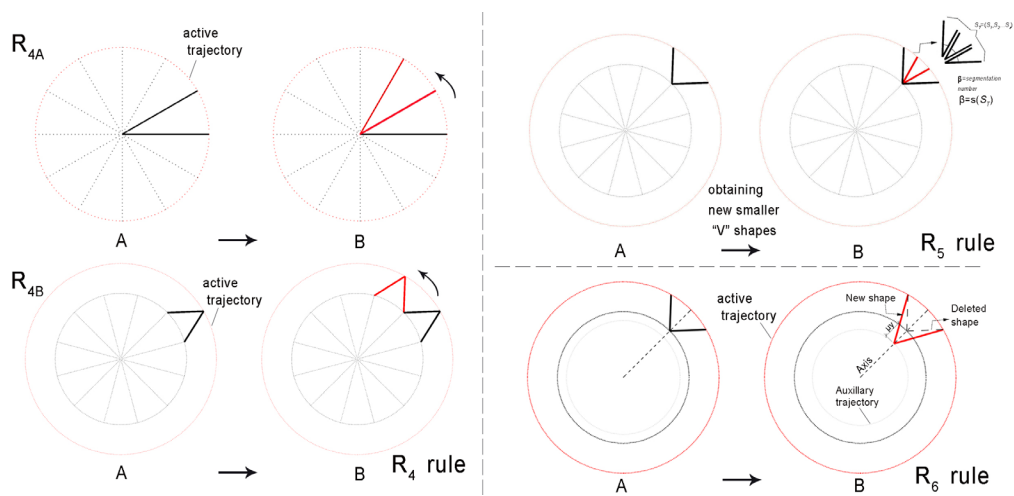 R4A
active
trajectory
A
B
R4B
active
trajectory
A
B
R4 rule
β=segmentation
number
β=s(ST)
obtaining
new smaller
“V” shapes
A
B
R5 rule
active
trajectory
New shape
Deleted
shape
Axis
Auxillary
trajectory
A
B
R6 rule